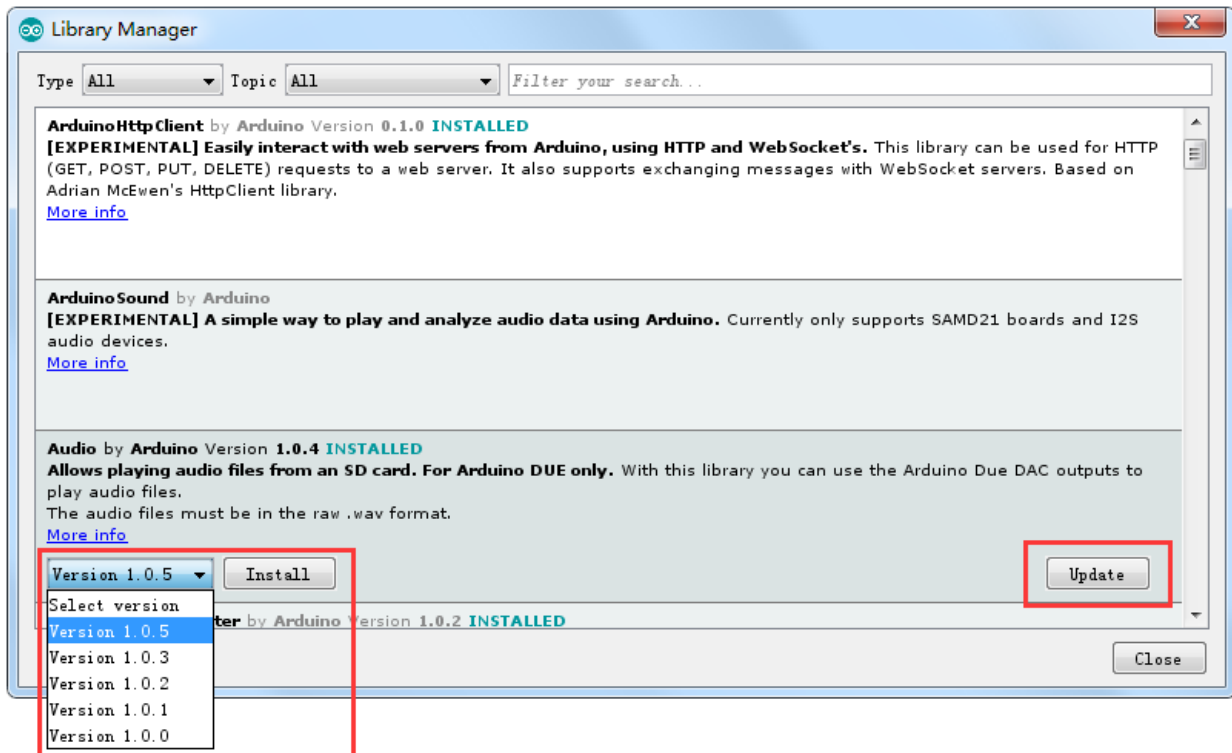 Library Manager
Type All Topic All Filter your search...
ArduinoHttpClient by Arduino Version 0.1.0 INSTALLED
[EXPERIMENTAL] Easily interact with web servers from Arduino, using HTTP and WebSocket's. This library can be used for HTTP
(GET, POST, PUT, DELETE) requests to a web server. It also supports exchanging messages with WebSocket servers. Based on
Adrian McEwen's HttpClient library.
More info
ArduinoSound by Arduino
[EXPERIMENTAL] A simple way to play and analyze audio data using Arduino. Currently only supports SAMD21 boards and I2S
audio devices.
More info
Audio by Arduino Version 1.0.4 INSTALLED
Allows playing audio files from an SD card. For Arduino DUE only. With this library you can use the Arduino Due DAC outputs to
play audio files.
The audio files must be in the raw .wav format.
More info
Version 1.0.5 Install Update
Select version
ter by Arduino Version 1.0.2 INSTALLED
Version 1.0.5
Version 1.0.3
Close
Version 1.0.2
Version 1.0.1
Version 1.0.0